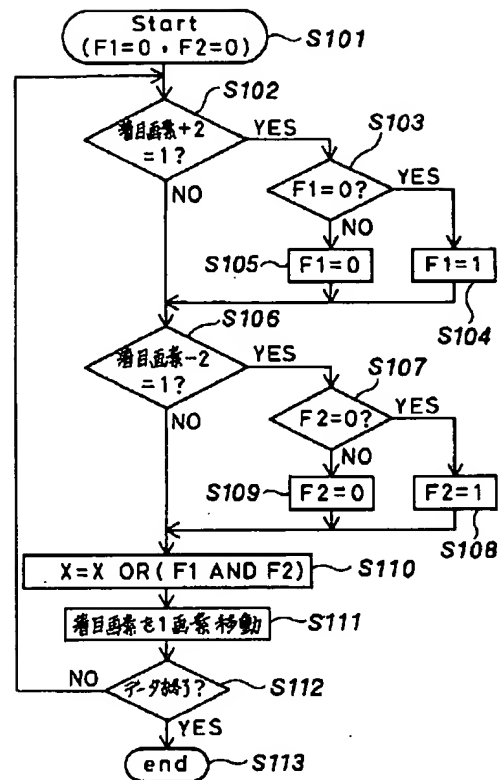 Start
(F1=0, F2=0)
S101
S102
着目画素+2
=1?
YES
NO
S103
F1=0?
YES
NO
S105
F1=0
F1=1
S104
S106
着目画素-2
=1?
YES
NO
S107
F2=0?
YES
NO
S109
F2=0
F2=1
S108
X=X OR(F1 AND F2)
S110
着目画素を1画素移動
S111
NO
データ終了?
S112
YES
end
S113